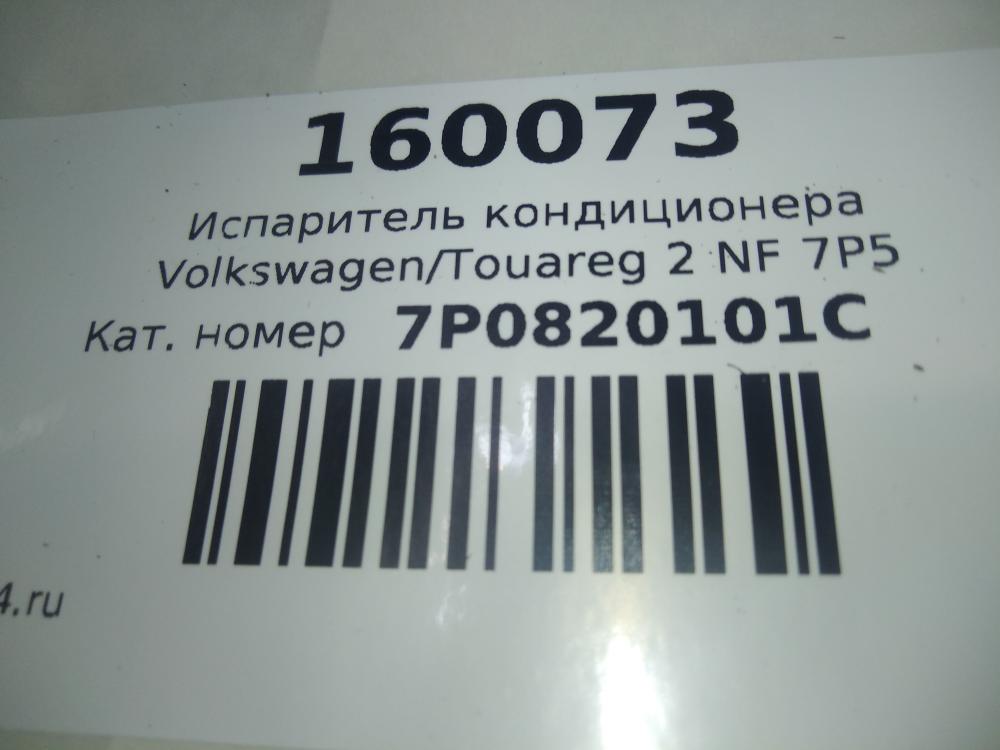 160073
Испаритель кондиционера
Volkswagen/Touareg 2 NF 7P5
Кат. номер 7P0820101C
4.ru